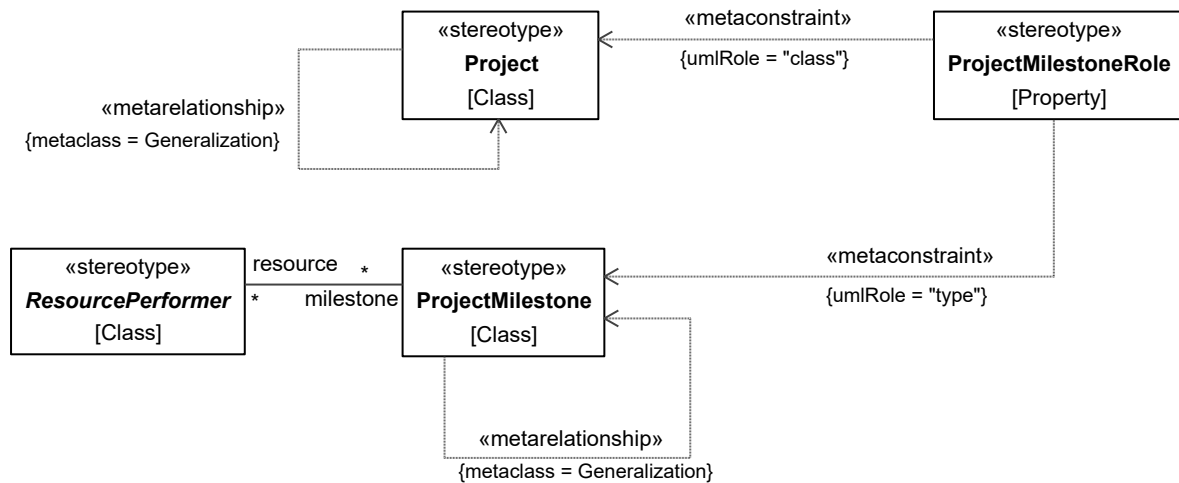 «metaconstraint»
{umlRole = "class"}
«stereotype»
Project
[Class]
«stereotype»
ProjectMilestoneRole
[Property]
«metarelationship»
{metaclass = Generalization}
«stereotype»
ResourcePerformer
[Class]
resource
*
*
milestone
«stereotype»
ProjectMilestone
[Class]
«metaconstraint»
{umlRole = "type"}
«metarelationship»
{metaclass = Generalization}